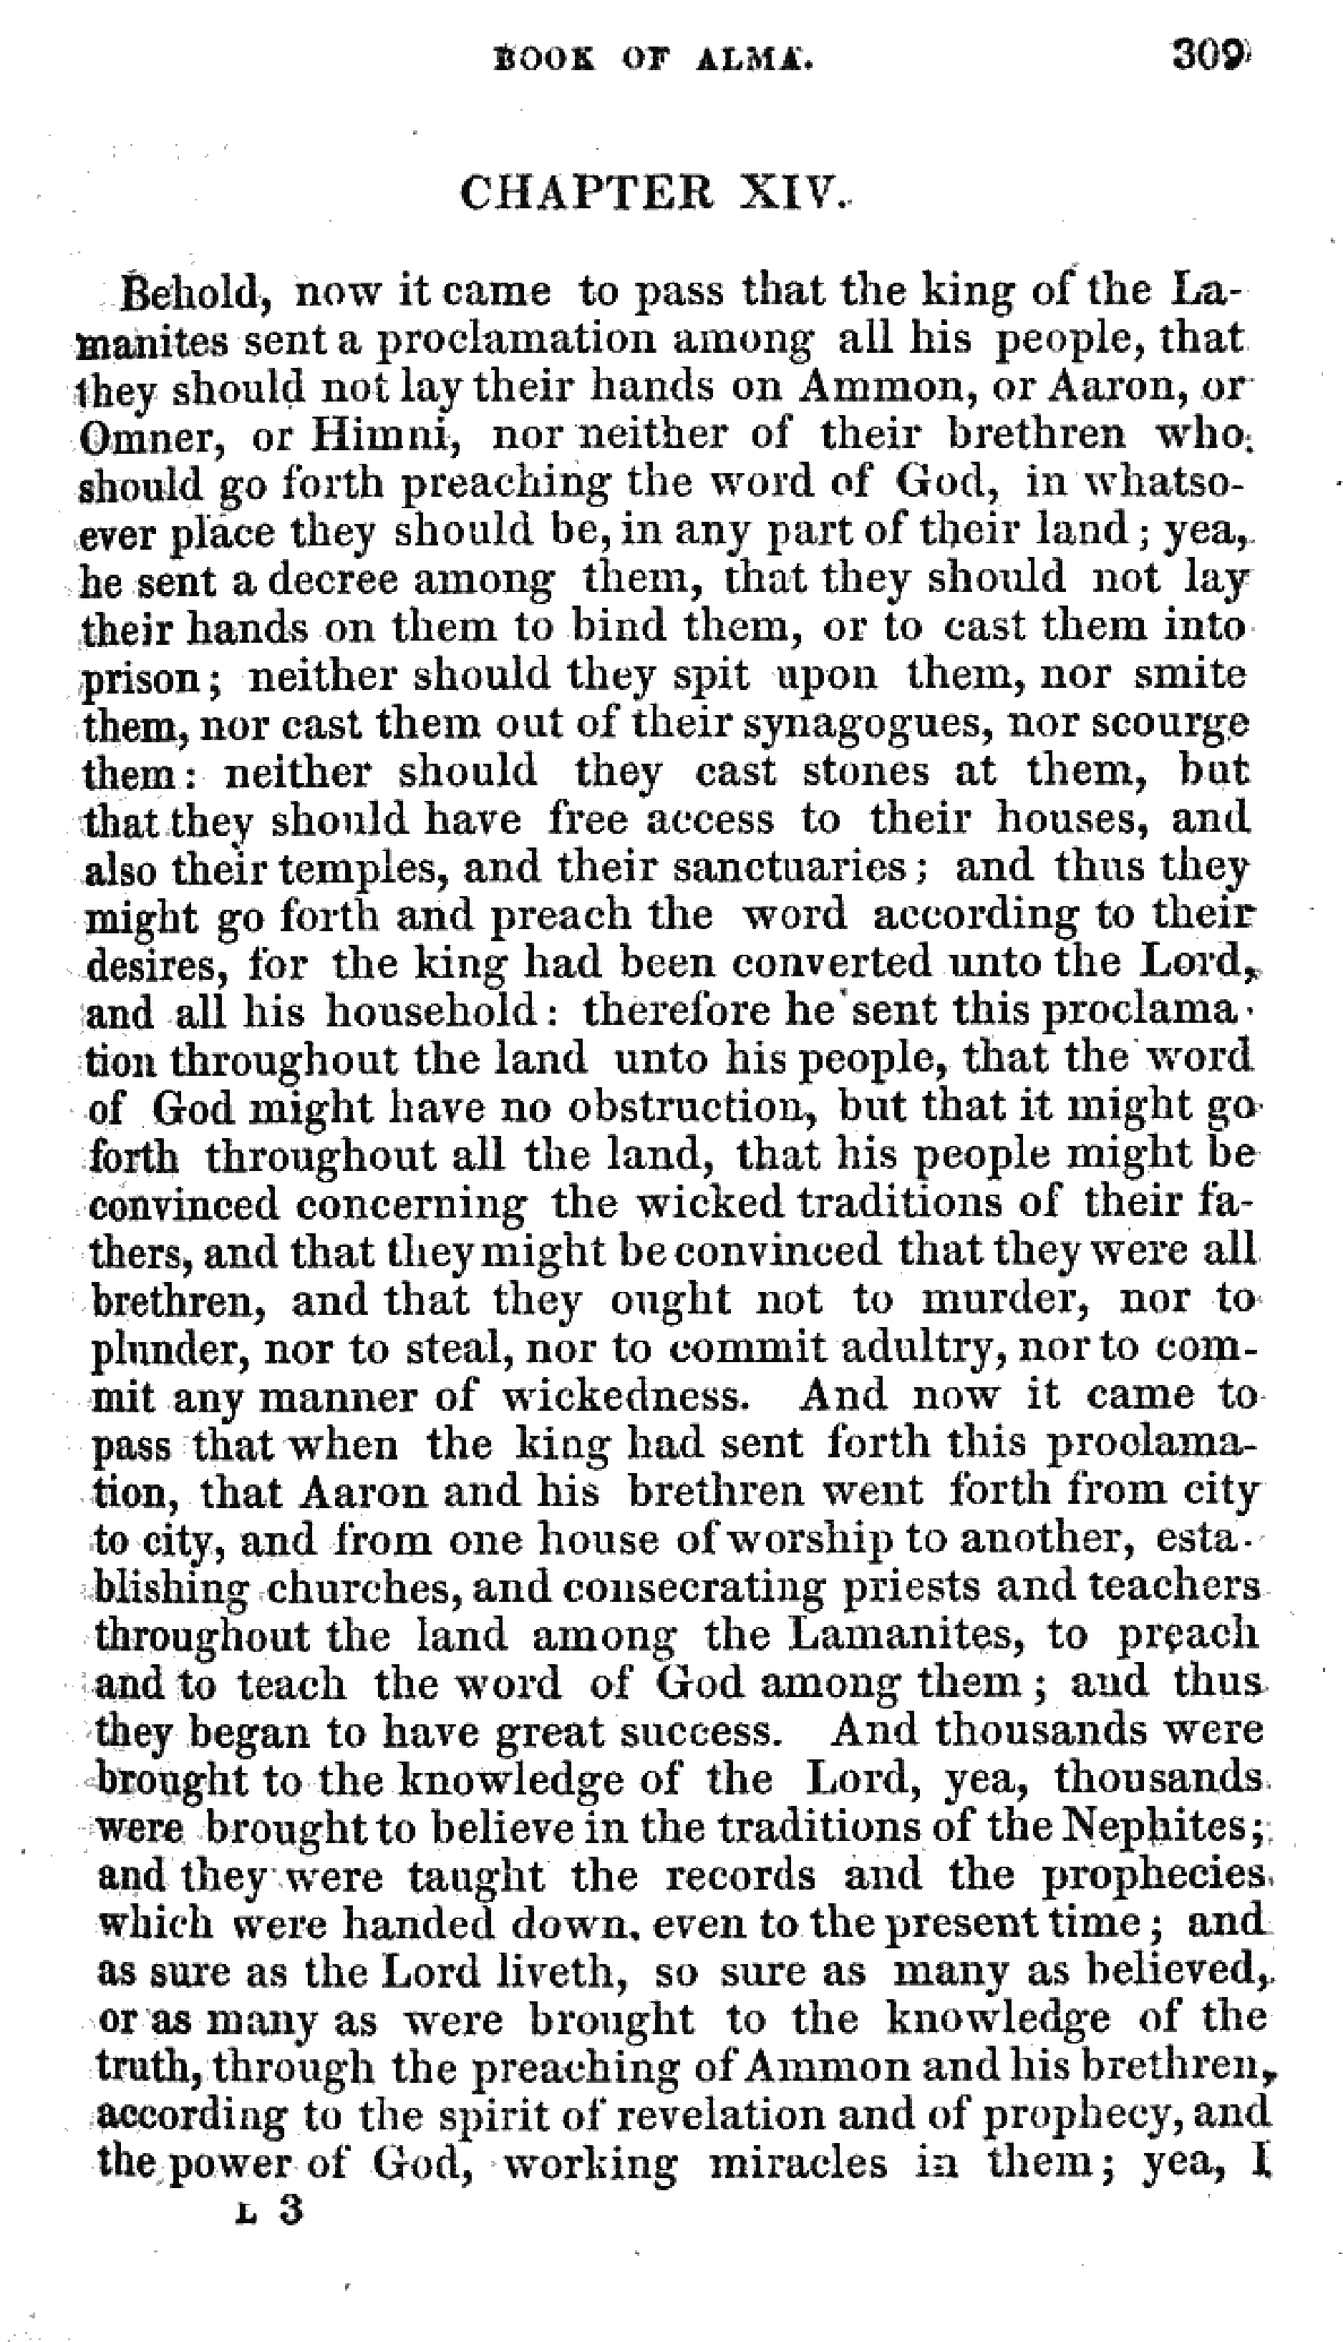 BOOK OF ALMA. 309
CHAPTER XIV.
Behold, now it came to pass that the king of the La-
manites sent a proclamation among all his people, that
they should not lay their hands on Ammon, or Aaron, or
Omner, or Himni, nor neither of their brethren who
should go forth preaching the word of God, in whatso-
ever place they should be, in any part of their land; yea,
he sent a decree among them, that they should not lay
their hands on them to bind them, or to cast them into
prison; neither should they spit upon them, nor smite
them, nor cast them out of their synagogues, nor scourge
them: neither should they cast stones at them, but
that they should have free access to their houses, and
also their temples, and their sanctuaries; and thus they
might go forth and preach the word according to their
desires, for the king had been converted unto the Lord,
and all his household: therefore he sent this proclama-
tion throughout the land unto his people, that the word
of God might have no obstruction, but that it might go
forth throughout all the land, that his people might be
convinced concerning the wicked traditions of their fa-
thers, and that they might be convinced that they were all
brethren, and that they ought not to murder, nor to
plunder, nor to steal, nor to commit adultry, nor to com-
mit any manner of wickedness. And now it came to
pass that when the king had sent forth this proolama-
tion, that Aaron and his brethren went forth from city
to city, and from one house of worship to another, esta-
blishing churches, and consecrating priests and teachers
throughout the land among the Lamanites, to preach
and to teach the word of God among them; and thus
they began to have great success. And thousands were
brought to the knowledge of the Lord, yea, thousands
were brought to believe in the traditions of the Nephites;
and they were taught the records and the prophecies
which were handed down, even to the present time; and
as sure as the Lord liveth, so sure as many as believed,
or as many as were brought to the knowledge of the
truth, through the preaching of Ammon and his brethren,
according to the spirit of revelation and of prophecy, and
the power of God, working miracles in them; yea, I
L 3